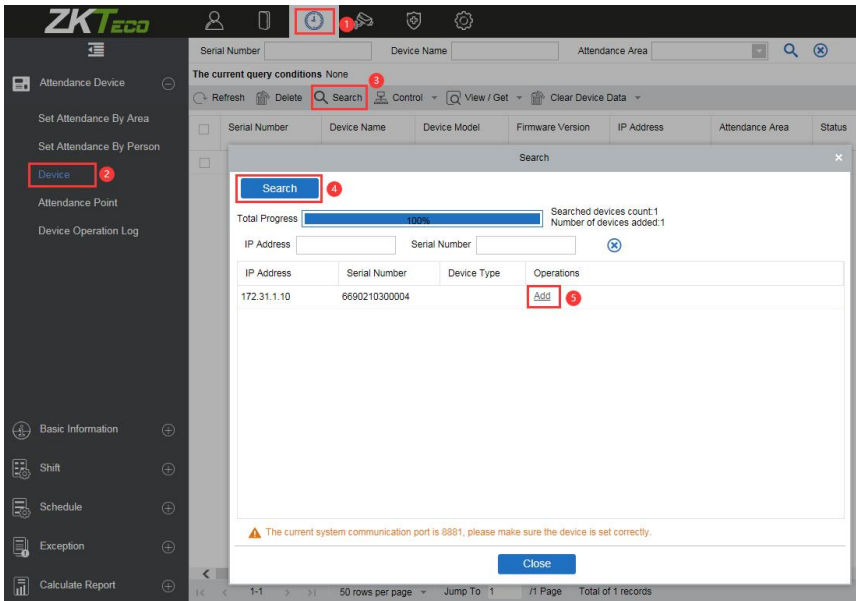 ZKTECO
1
Serial Number Device Name Attendance Area
The current query conditions None
3
Refresh Delete Search Control View / Get Clear Device Data
Serial Number Device Name Device Model Firmware Version IP Address Attendance Area Status
Attendance Device
Set Attendance By Area
Set Attendance By Person
Device 2
Attendance Point
Device Operation Log
Basic Information
Shift
Schedule
Exception
Calculate Report
Search
Search 4
Total Progress 100% Searched devices count:1
Number of devices added:1
IP Address Serial Number
IP Address Serial Number Device Type Operations
172.31.1.10 6690210300004 Add 5
The current system communication port is 8881, please make sure the device is set correctly.
Close
1-1 50 rows per page Jump To 1 /1 Page Total of 1 records